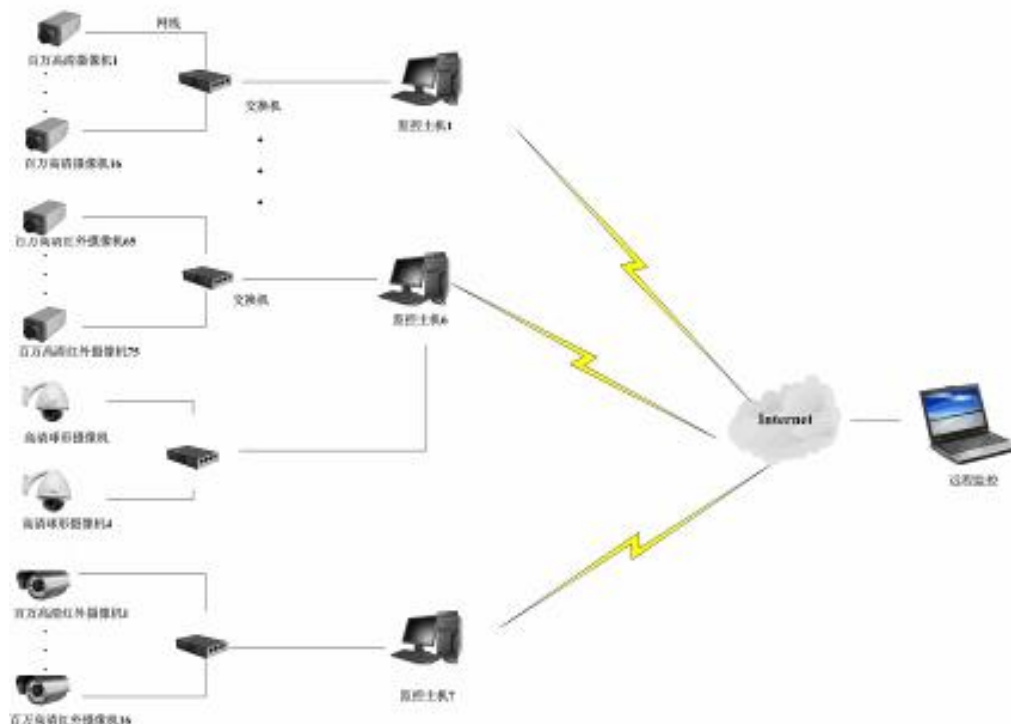 网线
百万高清摄像机1
交换机
监控主机1
百万高清摄像机16
百万高清红外摄像机69
交换机
监控主机6
百万高清红外摄像机75
高清球形摄像机
Internet
远程监控
高清球形摄像机4
百万高清红外摄像机1
监控主机7
百万高清红外摄像机16